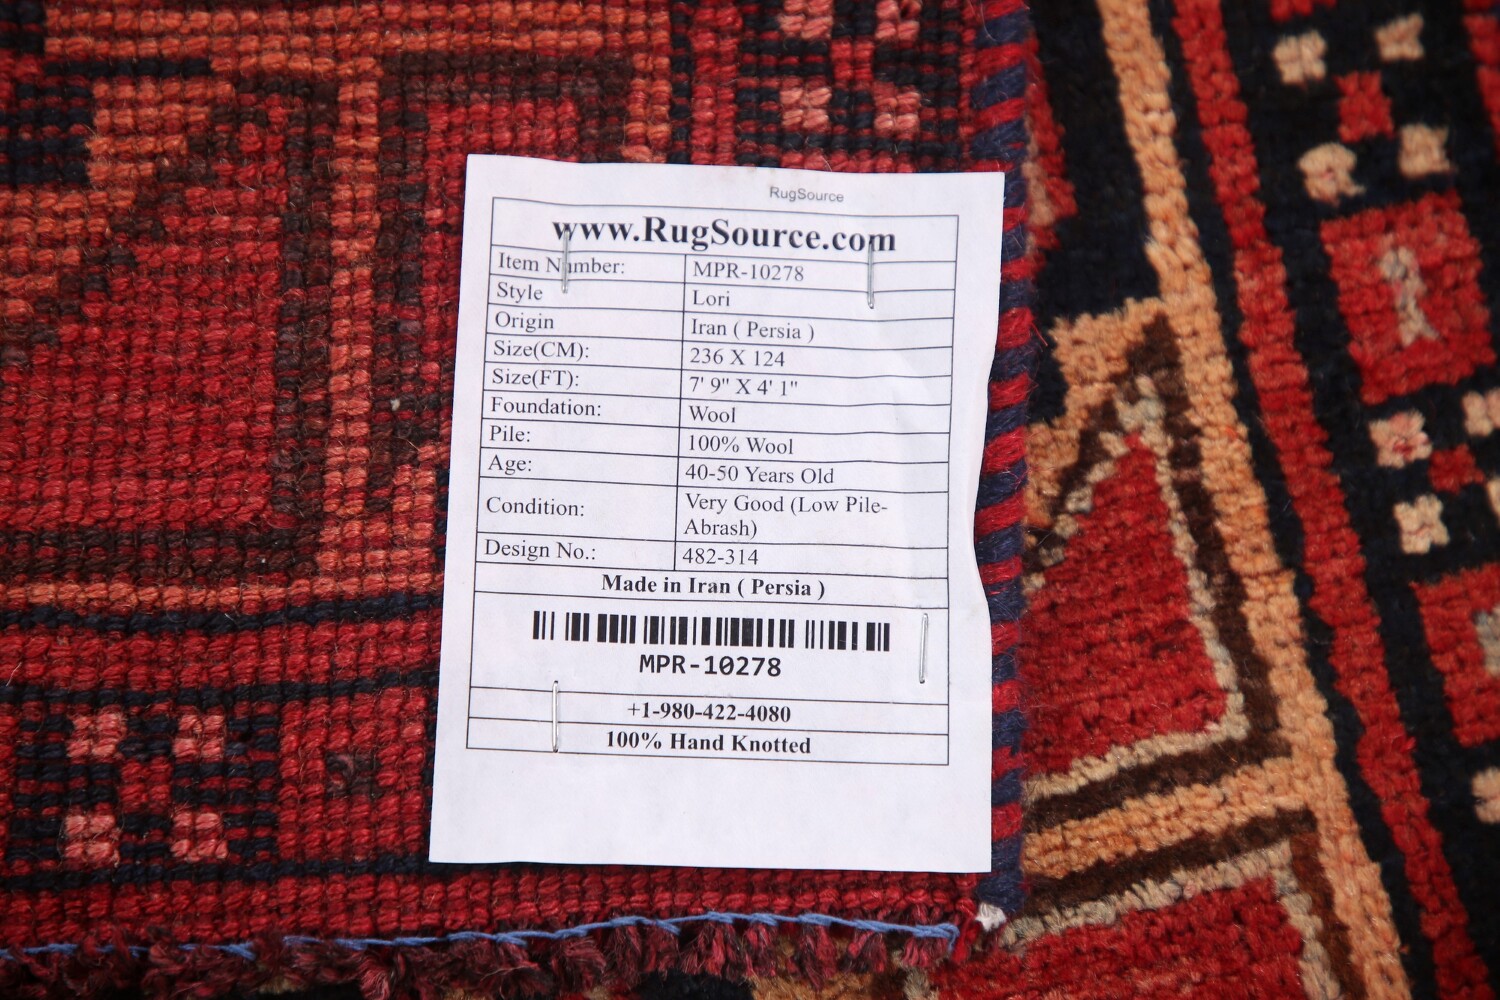 RugSource
www.RugSource.com
Item Number: MPR-10278
Style Lori
Origin Iran ( Persia )
Size(CM): 236 X 124
Size(FT): 7' 9" X 4' 1"
Foundation: Wool
Pile: 100% Wool
Age: 40-50 Years Old
Condition: Very Good (Low Pile-
Abrash)
Design No.: 482-314
Made in Iran ( Persia )
MPR-10278
+1-980-422-4080
100% Hand Knotted